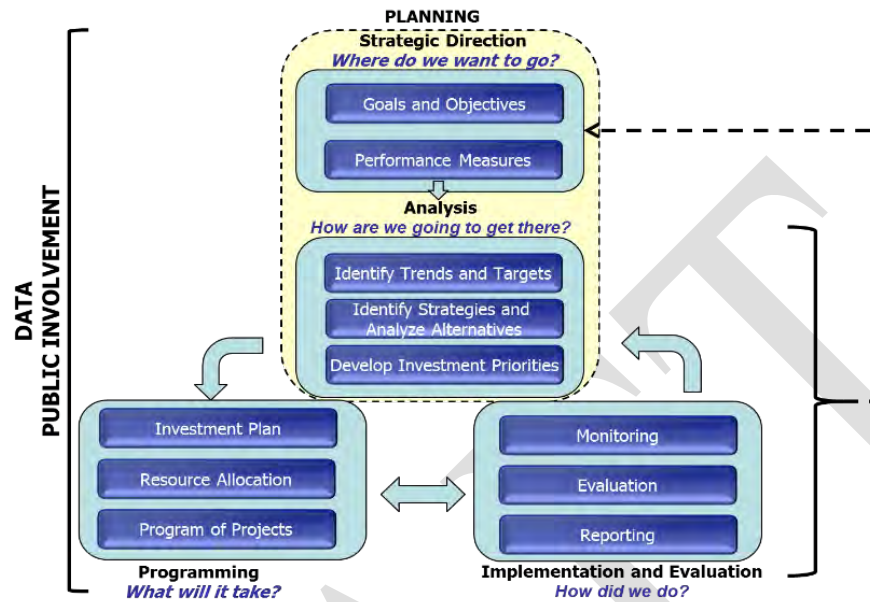 PLANNING
Strategic Direction
Where do we want to go?
Goals and Objectives
Performance Measures
Analysis
How are we going to get there?
Identify Trends and Targets
Identify Strategies and
Analyze Alternatives
Develop Investment Priorities
DATA
PUBLIC INVOLVEMENT
Investment Plan
Resource Allocation
Program of Projects
Programming
What will it take?
Monitoring
Evaluation
Reporting
Implementation and Evaluation
How did we do?